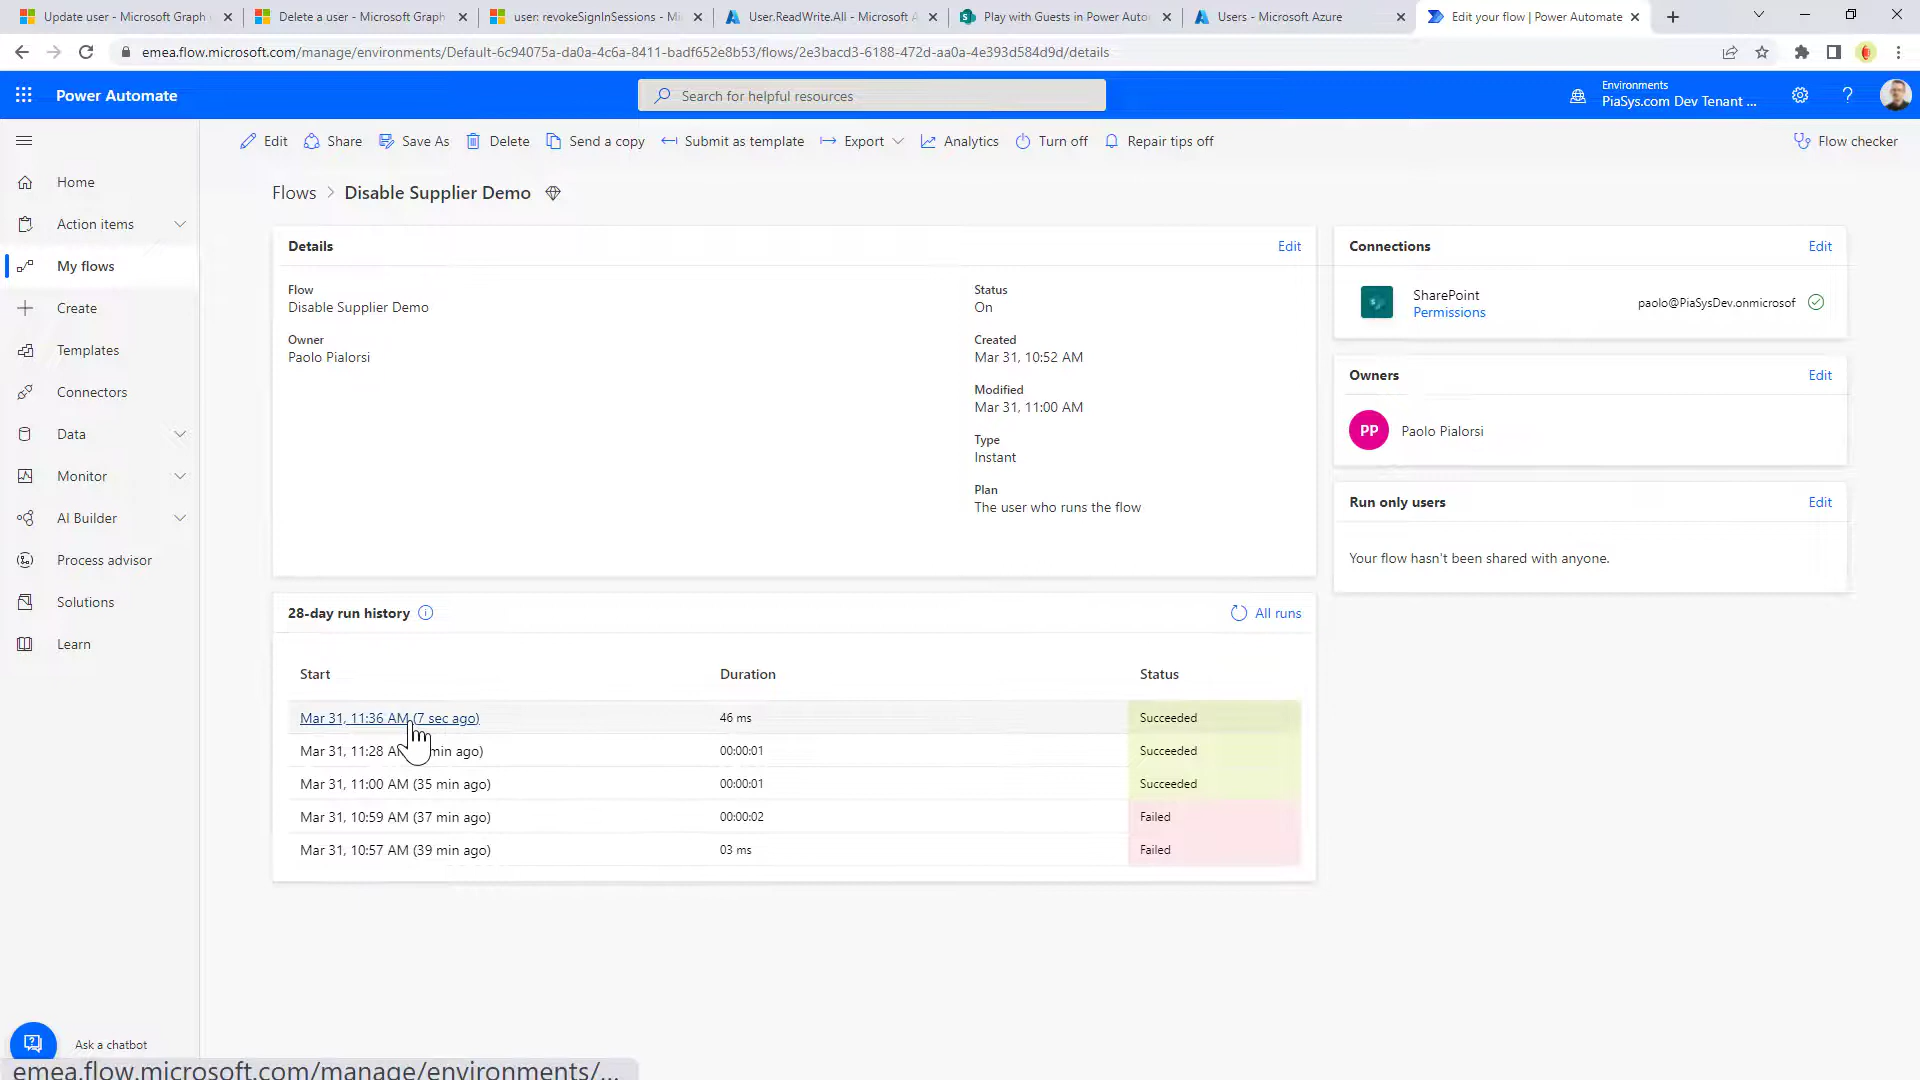 Update user - Microsoft Graph
Delete a user - Microsoft Graph
user: revokeSignInSessions - Mi
User.ReadWrite.All - Microsoft A
Play with Guests in Power Auto
Users - Microsoft Azure
Edit your flow | Power Automate
emea.flow.microsoft.com/manage/environments/Default-6c94075a-da0a-4c6a-8411-badf652e8b53/flows/2e3bacd3-6188-472d-aa0a-4e393d584d9d/details
Power Automate
Search for helpful resources
Environments
PiaSys.com Dev Tenant ...
Edit
Share
Save As
Delete
Send a copy
Submit as template
Export
Analytics
Turn off
Repair tips off
Flow checker
Home
Action items
My flows
Create
Templates
Connectors
Data
Monitor
AI Builder
Process advisor
Solutions
Learn
Ask a chatbot
Flows > Disable Supplier Demo
Details
Edit
Flow
Disable Supplier Demo
Owner
Paolo Pialorsi
Status
On
Created
Mar 31, 10:52 AM
Modified
Mar 31, 11:00 AM
Type
Instant
Plan
The user who runs the flow
28-day run history
All runs
Start Duration Status
Mar 31, 11:36 AM (7 sec ago) 46 ms Succeeded
Mar 31, 11:28 min ago) 00:00:01 Succeeded
Mar 31, 11:00 AM (35 min ago) 00:00:01 Succeeded
Mar 31, 10:59 AM (37 min ago) 00:00:02 Failed
Mar 31, 10:57 AM (39 min ago) 03 ms Failed
Connections
Edit
SharePoint
Permissions
paolo@PiaSysDev.onmicrosof
Owners
Edit
PP
Paolo Pialorsi
Run only users
Edit
Your flow hasn't been shared with anyone.
emea.flow.microsoft.com/manage/environments/...